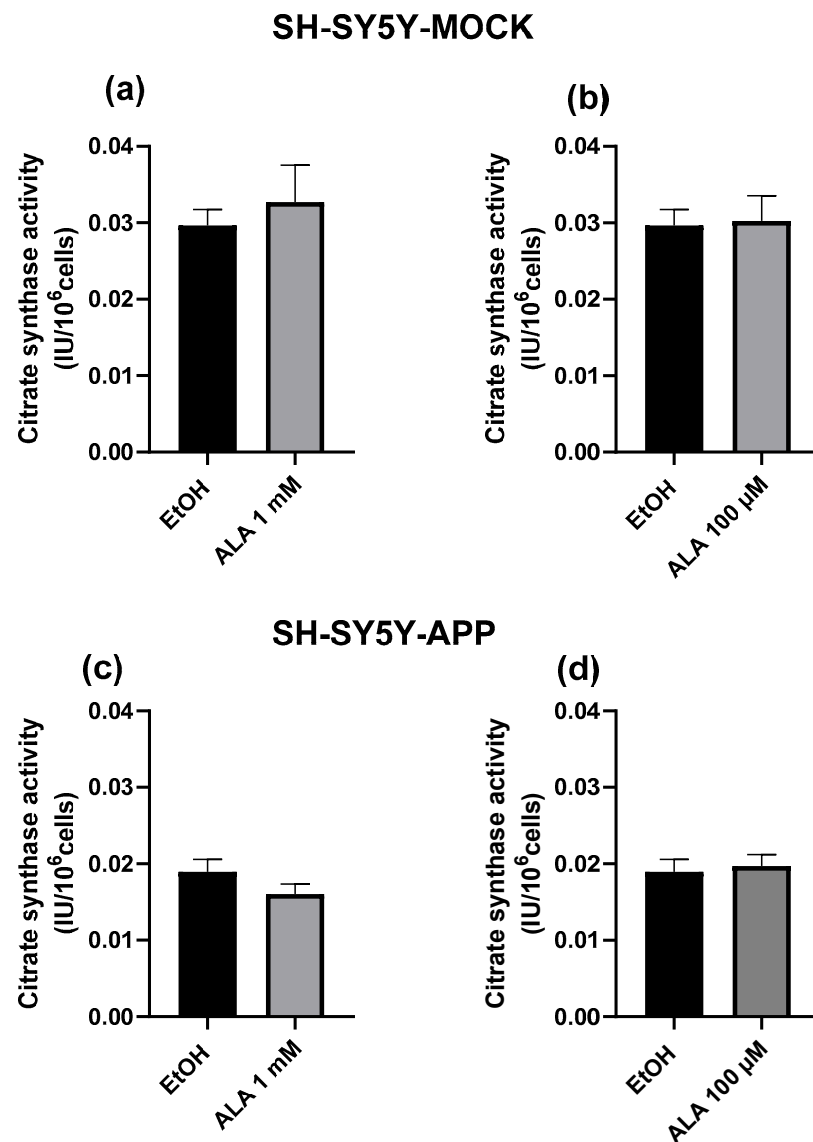 SH-SY5Y-MOCK
(a)
Citrate synthase activity
(IU/10⁶cells)
0.04
0.03
0.02
0.01
0.00
EtOH
ALA 1 mM
(b)
Citrate synthase activity
(IU/10⁶cells)
0.04
0.03
0.02
0.01
0.00
EtOH
ALA 100 µM
SH-SY5Y-APP
(c)
Citrate synthase activity
(IU/10⁶cells)
0.04
0.03
0.02
0.01
0.00
EtOH
ALA 1 mM
(d)
Citrate synthase activity
(IU/10⁶cells)
0.04
0.03
0.02
0.01
0.00
EtOH
ALA 100 µM